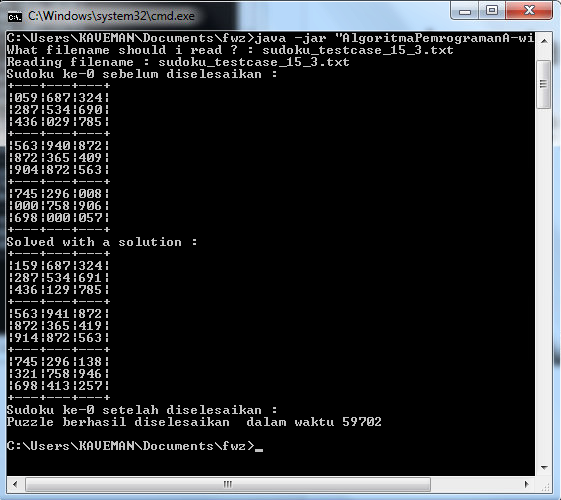 C:\Windows\system32\cmd.exe
C:\Users\KAVEMAN\Documents\fwz>java -jar "AlgoritmaPemrogramanA-wi
What filename should i read ? : sudoku_testcase_15_3.txt
Reading filename : sudoku_testcase_15_3.txt
Sudoku ke-0 sebelum diselesaikan :
+---+---+---+
¦059¦687¦324¦
¦287¦534¦690¦
¦436¦029¦785¦
+---+---+---+
¦563¦940¦872¦
¦872¦365¦409¦
¦904¦872¦563¦
+---+---+---+
¦745¦296¦008¦
¦000¦758¦906¦
¦698¦000¦057¦
+---+---+---+
Solved with a solution :
+---+---+---+
¦159¦687¦324¦
¦287¦534¦691¦
¦436¦129¦785¦
+---+---+---+
¦563¦941¦872¦
¦872¦365¦419¦
¦914¦872¦563¦
+---+---+---+
¦745¦296¦138¦
¦321¦758¦946¦
¦698¦413¦257¦
+---+---+---+
Sudoku ke-0 setelah diselesaikan :
Puzzle berhasil diselesaikan  dalam waktu 59702
C:\Users\KAVEMAN\Documents\fwz>_